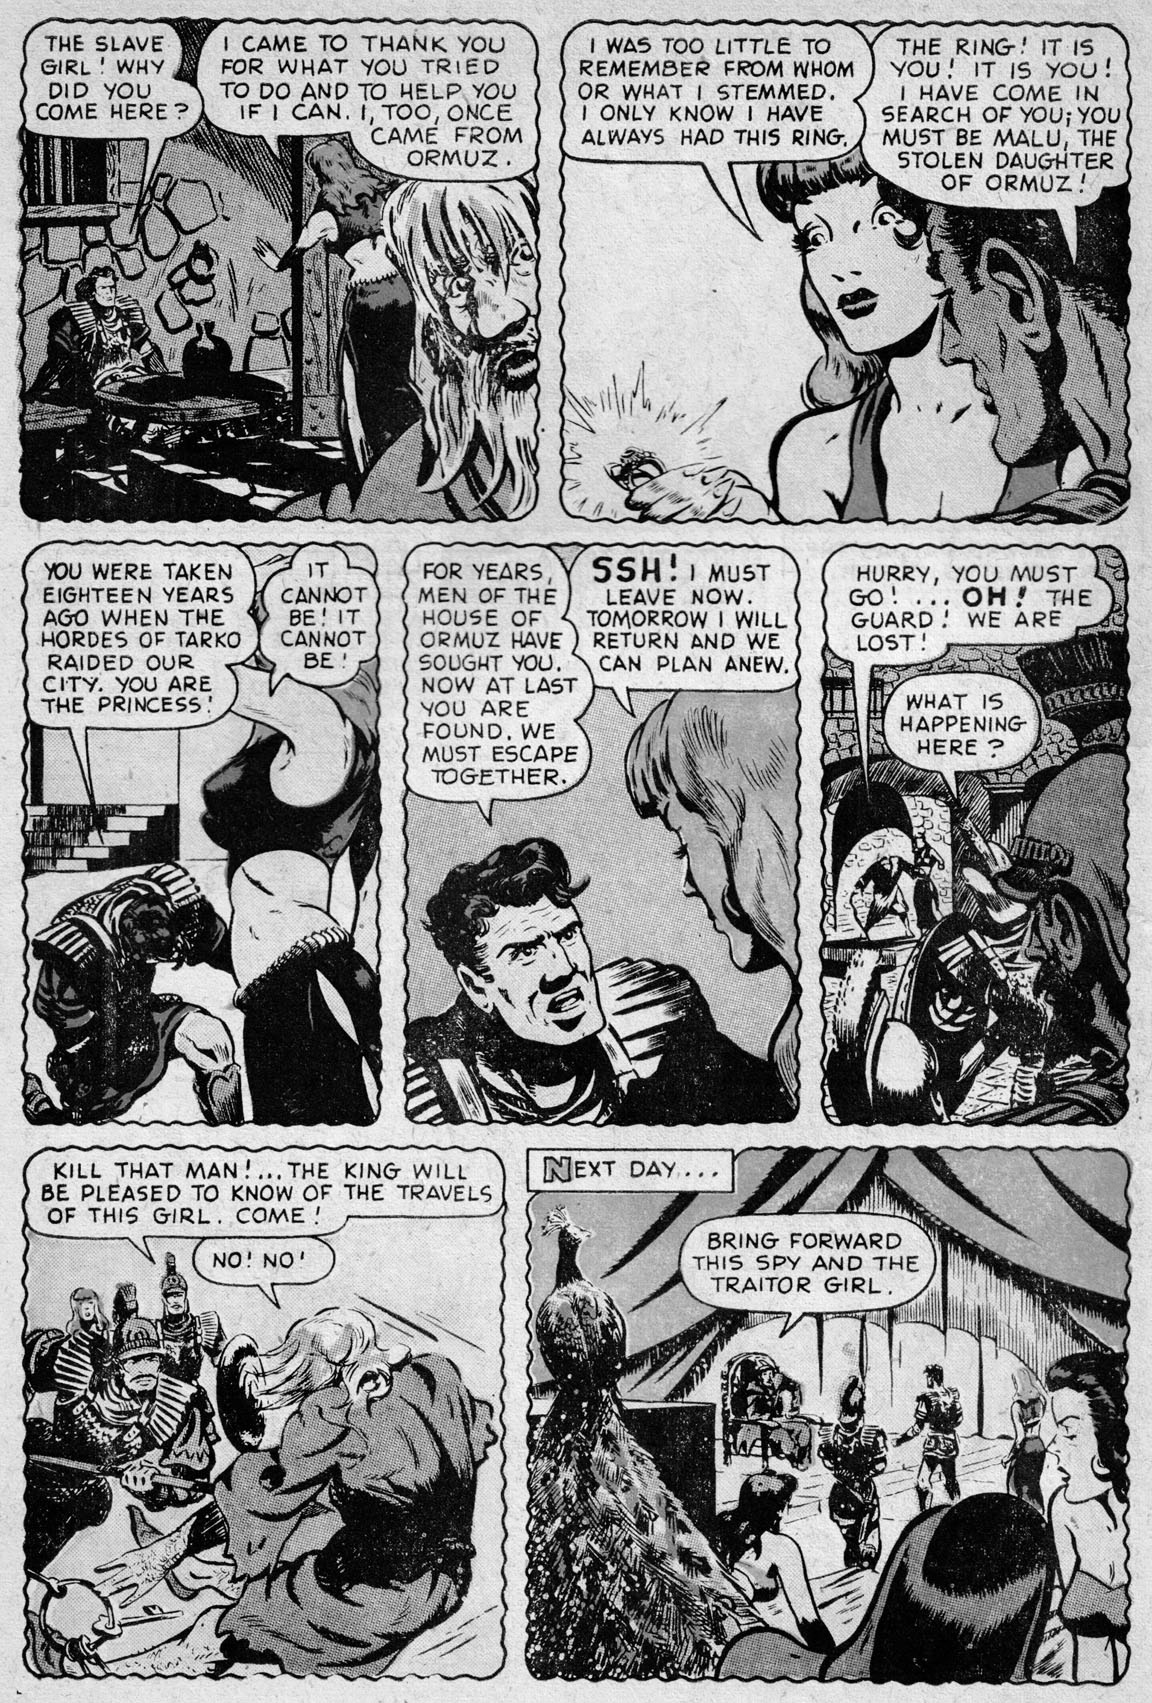 THE SLAVE
GIRL! WHY
DID YOU
COME HERE?
I CAME TO THANK YOU
FOR WHAT YOU TRIED
TO DO AND TO HELP YOU
IF I CAN. I, TOO, ONCE
CAME FROM
ORMUZ.
I WAS TOO LITTLE TO
REMEMBER FROM WHOM
OR WHAT I STEMMED.
I ONLY KNOW I HAVE
ALWAYS HAD THIS RING.
THE RING! IT IS
YOU! IT IS YOU!
I HAVE COME IN
SEARCH OF YOU; YOU
MUST BE MALU, THE
STOLEN DAUGHTER
OF ORMUZ!
YOU WERE TAKEN
EIGHTEEN YEARS
AGO WHEN THE
HORDES OF TARKO
RAIDED OUR
CITY. YOU ARE
THE PRINCESS!
IT
CANNOT
BE! IT
CANNOT
BE!
FOR YEARS,
MEN OF THE
HOUSE OF
ORMUZ HAVE
SOUGHT YOU.
NOW AT LAST
YOU ARE
FOUND. WE
MUST ESCAPE
TOGETHER.
SSH! I MUST
LEAVE NOW.
TOMORROW I WILL
RETURN AND WE
CAN PLAN ANEW.
HURRY, YOU MUST
GO! ... OH! THE
GUARD! WE ARE
LOST!
WHAT IS
HAPPENING
HERE?
KILL THAT MAN!... THE KING WILL
BE PLEASED TO KNOW OF THE TRAVELS
OF THIS GIRL. COME!
NO! NO!
NEXT DAY....
BRING FORWARD
THIS SPY AND THE
TRAITOR GIRL.